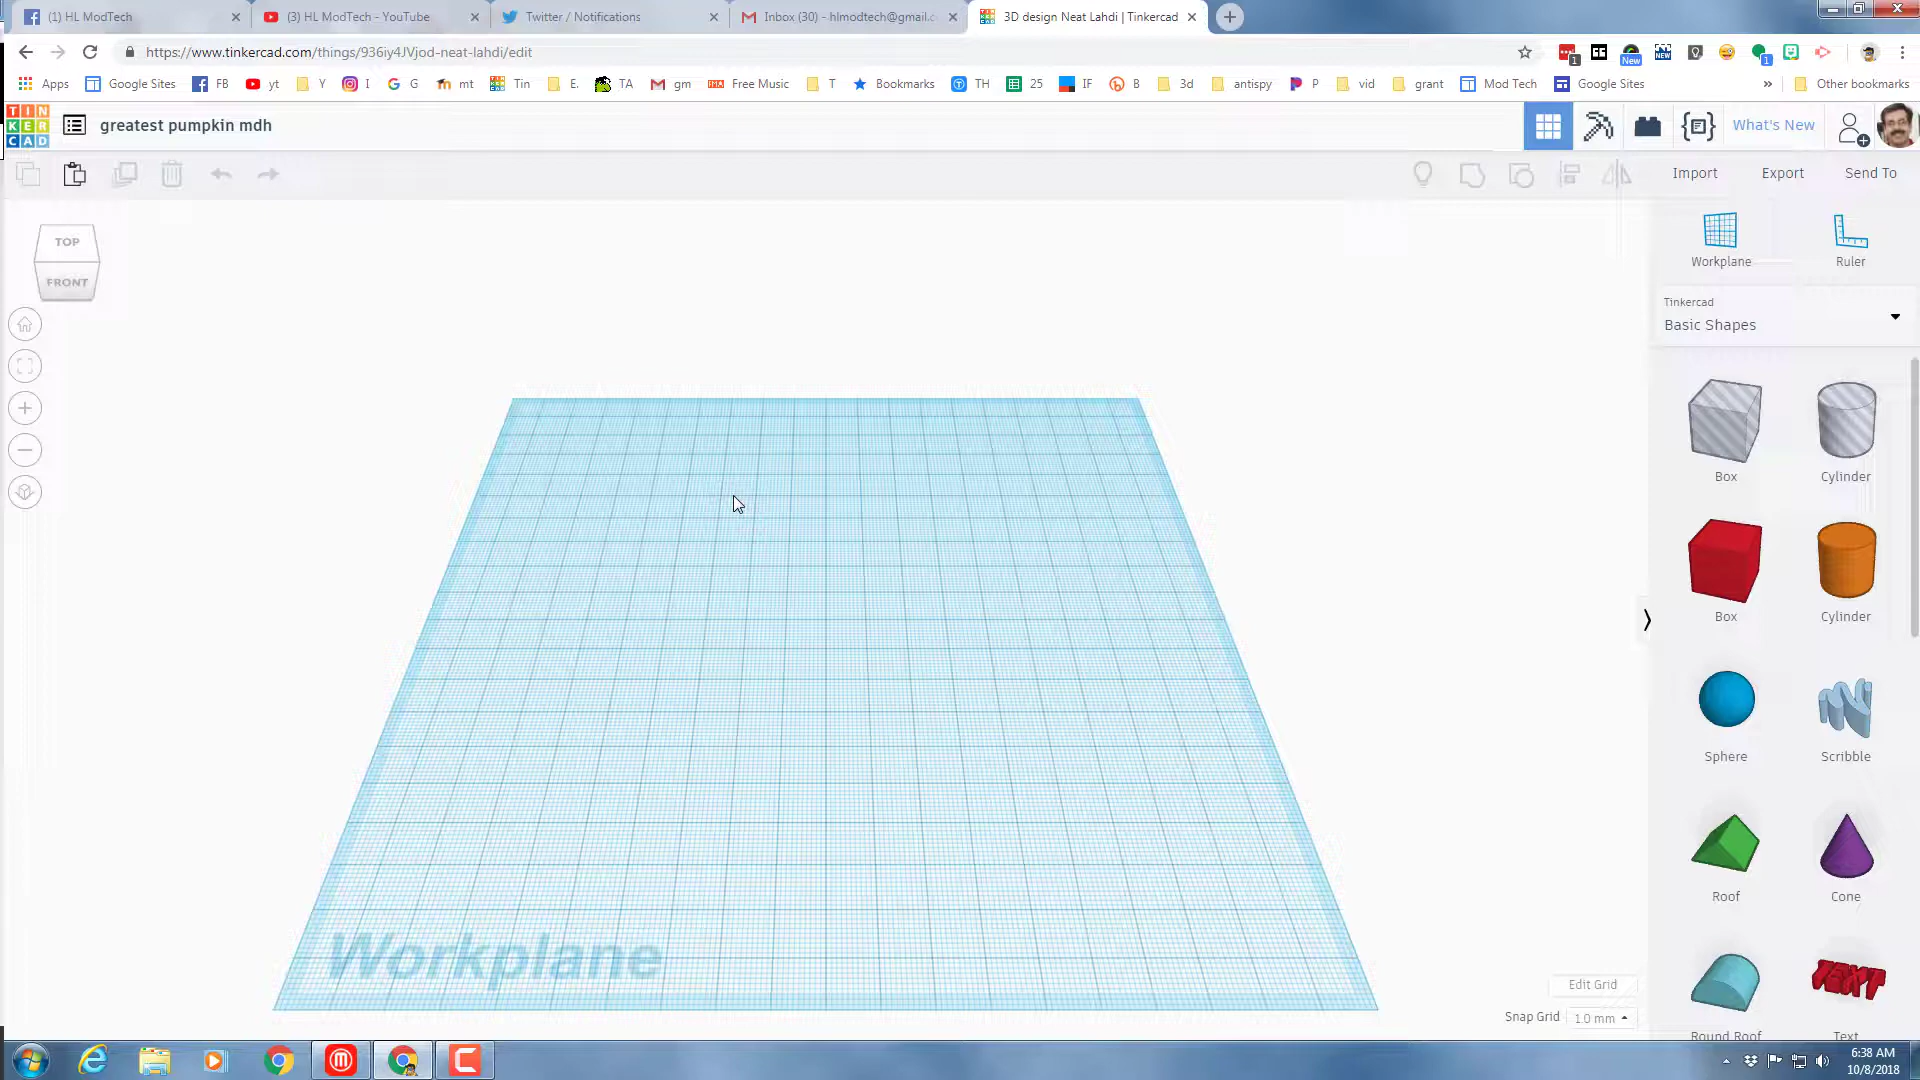 (1) HL ModTech
(3) HL ModTech - YouTube
Twitter / Notifications
Inbox (30) - hlmodtech@gmail.c
3D design Neat Lahdi | Tinkercad
https://www.tinkercad.com/things/936iy4JVjod-neat-lahdi/edit
1
New
NEW
1
Apps
Google Sites
FB
yt
Y
I
G
mt
Tin
E.
TA
gm
Free Music
T
Bookmarks
TH
25
IF
B
3d
antispy
P
vid
grant
Mod Tech
Google Sites
»
Other bookmarks
TIN
KER
CAD
greatest pumpkin mdh
What's New
Import
Export
Send To
TOP
FRONT
Workplane
Ruler
Tinkercad
Basic Shapes
Box
Cylinder
Box
Cylinder
Sphere
Scribble
Roof
Cone
TEXT
Round Roof
Text
Workplane
Edit Grid
Snap Grid
1.0 mm
6:38 AM
10/8/2018